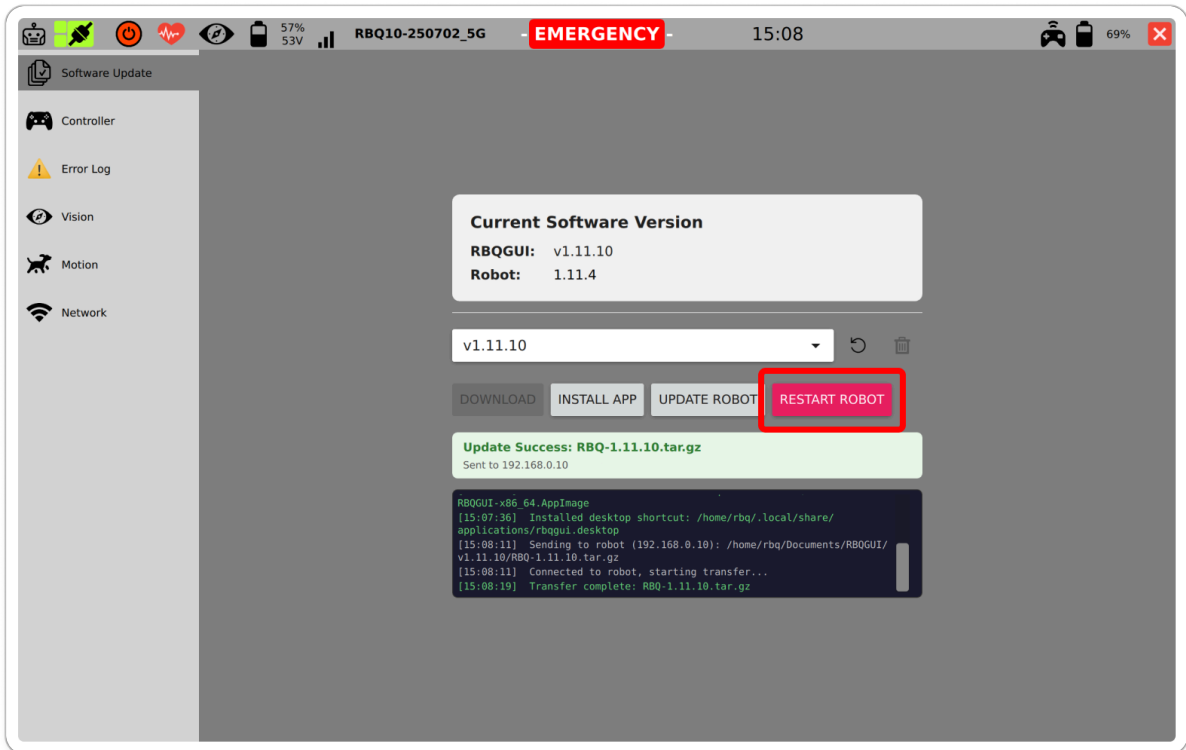 57%
53V
RBQ10-250702_5G
- EMERGENCY -
15:08
69%
Software Update
Controller
Error Log
Vision
Motion
Network
Current Software Version
RBQGUI: v1.11.10
Robot: 1.11.4
v1.11.10
DOWNLOAD INSTALL APP UPDATE ROBOT RESTART ROBOT
Update Success: RBQ-1.11.10.tar.gz
Sent to 192.168.0.10
RBQGUI-x86_64.AppImage
[15:07:36] Installed desktop shortcut: /home/rbq/.local/share/
applications/rbqgui.desktop
[15:08:11] Sending to robot (192.168.0.10): /home/rbq/Documents/RBQGUI/
v1.11.10/RBQ-1.11.10.tar.gz
[15:08:11] Connected to robot, starting transfer...
[15:08:19] Transfer complete: RBQ-1.11.10.tar.gz